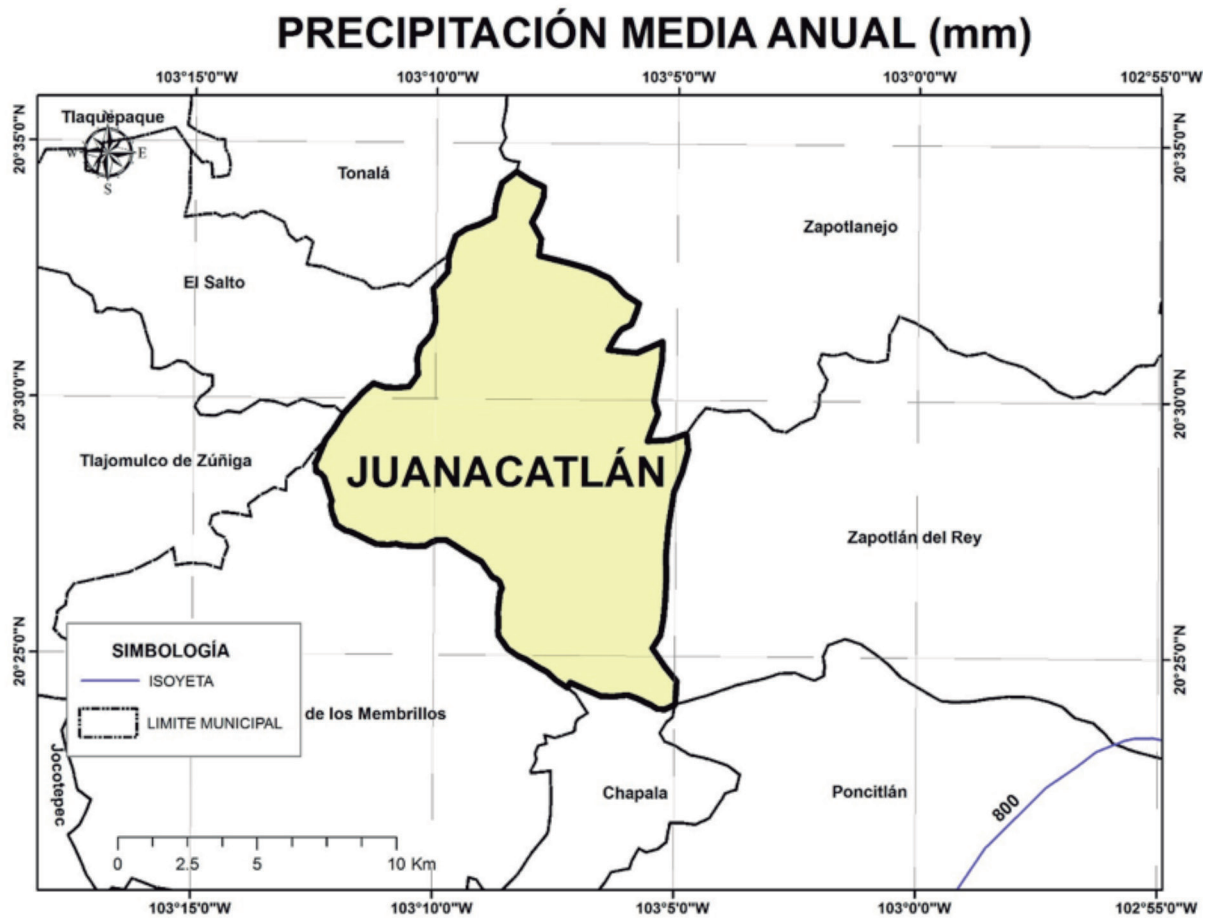 PRECIPITACIÓN MEDIA ANUAL (mm)
103°15'0"W
103°10'0"W
103°5'0"W
103°0'0"W
102°55'0"W
Tlaquepaque
20°35'0"N
20°35'0"N
W
E
S
Tonalá
Zapotlanejo
El Salto
20°30'0"N
20°30'0"N
Tlajomulco de Zúñiga
JUANACATLÁN
Zapotlán del Rey
20°25'0"N
20°25'0"N
SIMBOLOGÍA
ISOYETA
LIMITE MUNICIPAL
de los Membrillos
Jocotepec
Chapala
Poncitlán
800
0
2.5
5
10 Km
103°15'0"W
103°10'0"W
103°5'0"W
103°0'0"W
102°55'0"W